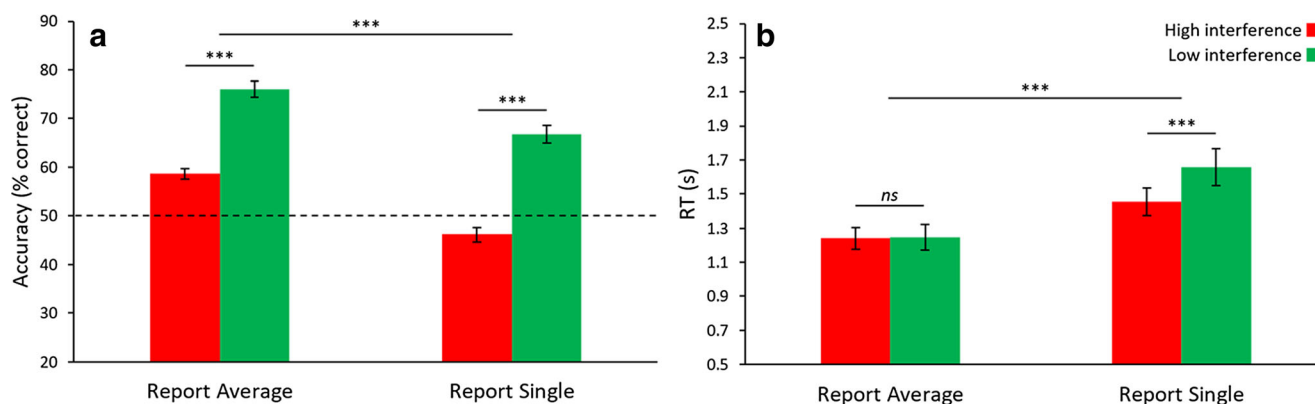 a
Accuracy (% correct)
90
80
70
60
50
40
30
20
***
***
***
Report Average
Report Single
b
RT (s)
2.5
2.3
2.1
1.9
1.7
1.5
1.3
1.1
0.9
0.7
0.5
High interference
Low interference
***
***
ns
Report Average
Report Single